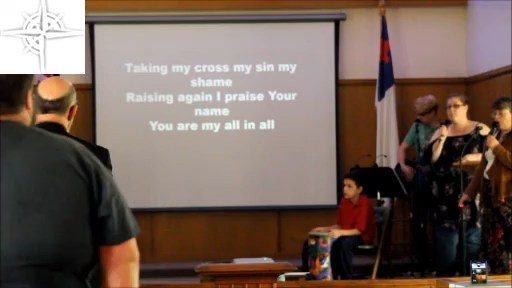 Taking my cross my sin my
shame
Raising again I praise Your
name
You are my all in all